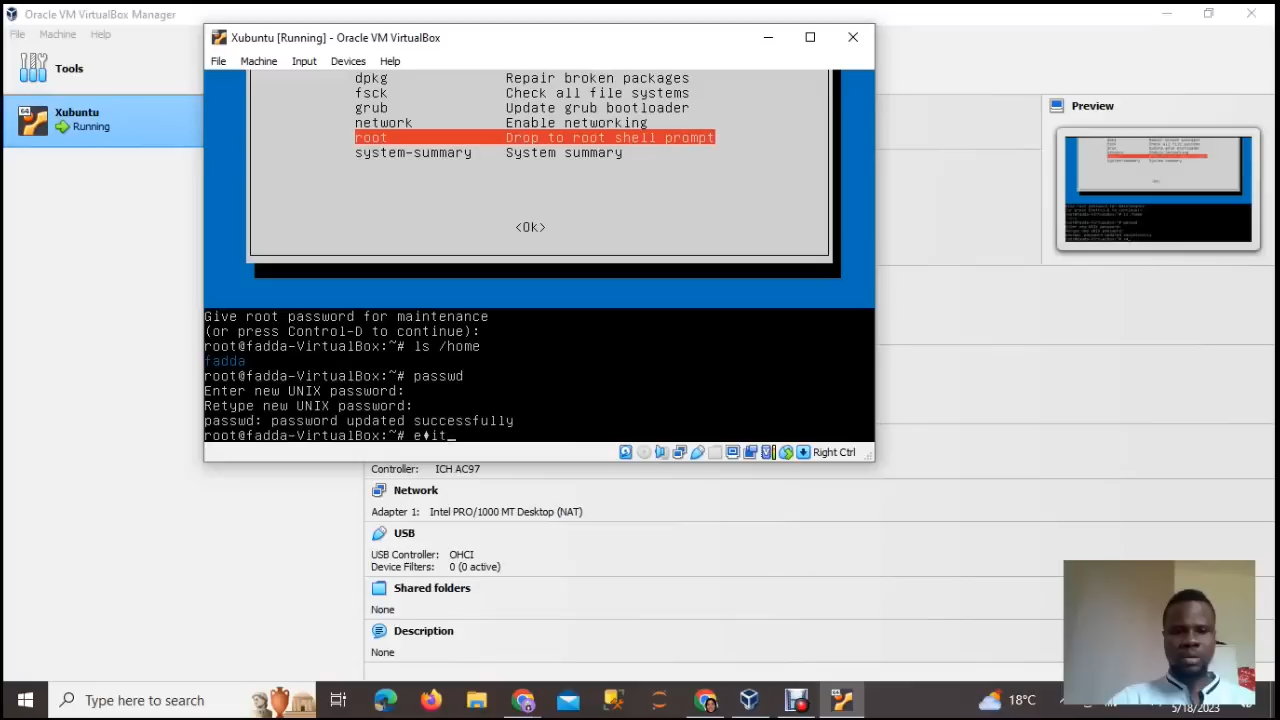 Oracle VM VirtualBox Manager
File Machine Help
Tools
Xubuntu
Running
64
Xubuntu [Running] - Oracle VM VirtualBox
File Machine Input Devices Help
dpkg Repair broken packages
fsck Check all file systems
grub Update grub bootloader
network Enable networking
root Drop to root shell prompt
system-summary System summary
<Ok>
Give root password for maintenance
(or press Control-D to continue):
root@fadda-VirtualBox:~# ls /home
fadda
root@fadda-VirtualBox:~# passwd
Enter new UNIX password:
Retype new UNIX password:
passwd: password updated successfully
root@fadda-VirtualBox:~# e♦it_
Right Ctrl
Preview
Controller: ICH AC97
Network
Adapter 1: Intel PRO/1000 MT Desktop (NAT)
USB
USB Controller: OHCI
Device Filters: 0 (0 active)
Shared folders
None
Description
None
Type here to search
18°C
5/18/2023